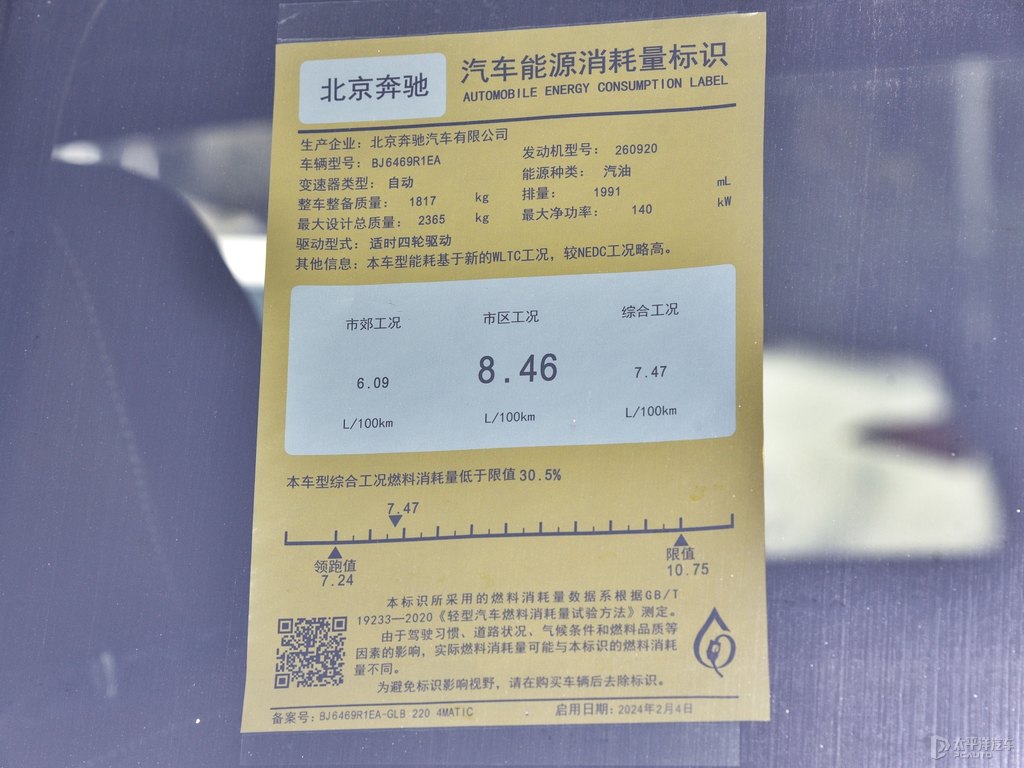 北京奔驰
汽车能源消耗量标识
AUTOMOBILE ENERGY CONSUMPTION LABEL
生产企业：北京奔驰汽车有限公司
车辆型号：BJ6469R1EA
发动机型号：260920
变速器类型：自动
能源种类：汽油
整车整备质量：1817 kg
排量：1991 mL
最大设计总质量：2365 kg
最大净功率：140 kW
驱动型式：适时四轮驱动
其他信息：本车型能耗基于新的WLTC工况，较NEDC工况略高。
市郊工况 市区工况 综合工况
6.09 8.46 7.47
L/100km L/100km L/100km
本车型综合工况燃料消耗量低于限值30.5%
7.47
领跑值 限值
7.24 10.75
本标识所采用的燃料消耗量数据系根据GB/T
19233—2020《轻型汽车燃料消耗量试验方法》测定。
由于驾驶习惯、道路状况、气候条件和燃料品质等
因素的影响，实际燃料消耗量可能与本标识的燃料消耗
量不同。
为避免标识影响视野，请在购买车辆后去除标识。
备案号：BJ6469R1EA-GLB 220 4MATIC 启用日期：2024年2月4日
太平洋汽车
PCAUTO